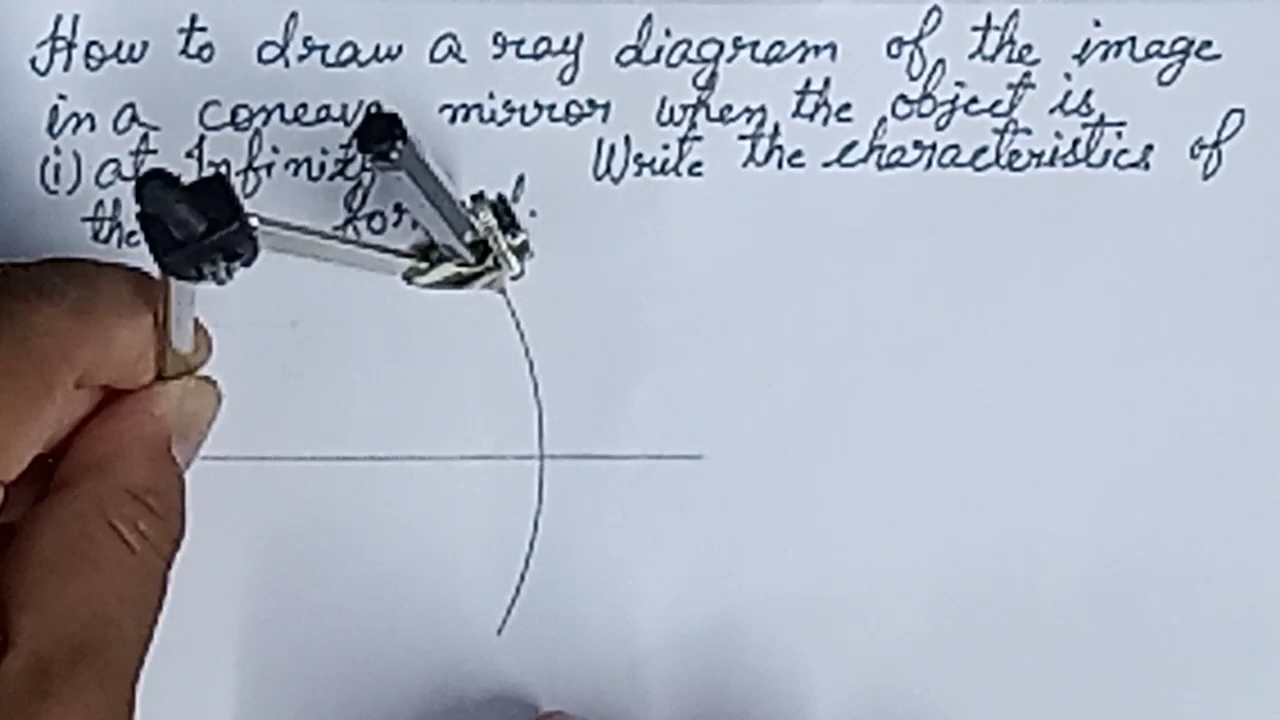 How to draw a ray diagram of the image
in a concave mirror when the object is
(i) at Infinity Write the characteristics of
the